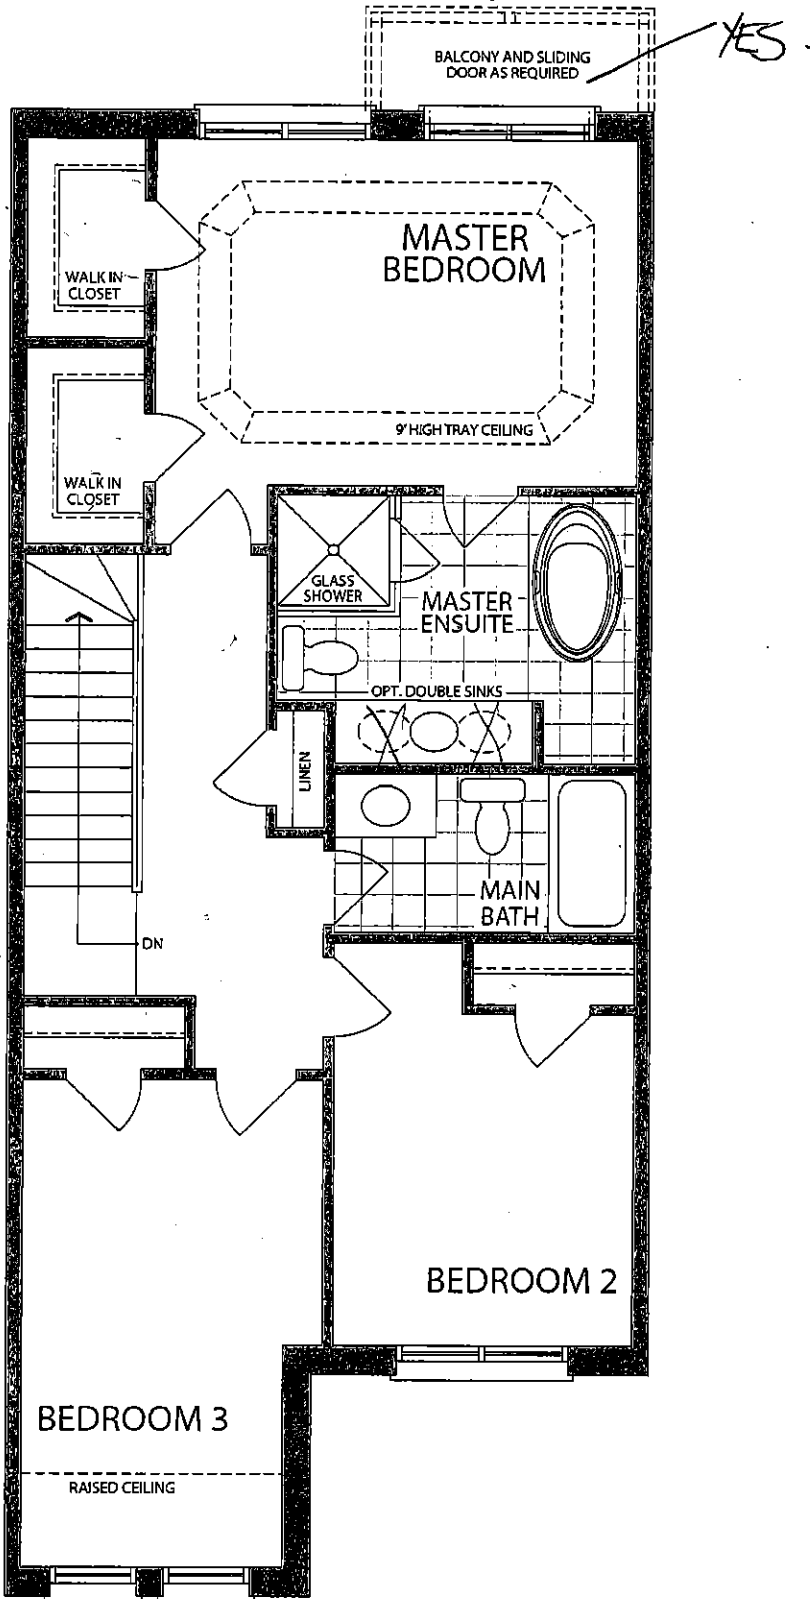 YES
BALCONY AND SLIDING
DOOR AS REQUIRED
MASTER
BEDROOM
WALK IN
CLOSET
9' HIGH TRAY CEILING
WALK IN
CLOSET
GLASS
SHOWER
MASTER
ENSUITE
OPT. DOUBLE SINKS
LINEN
MAIN
BATH
DN
BEDROOM 2
BEDROOM 3
RAISED CEILING